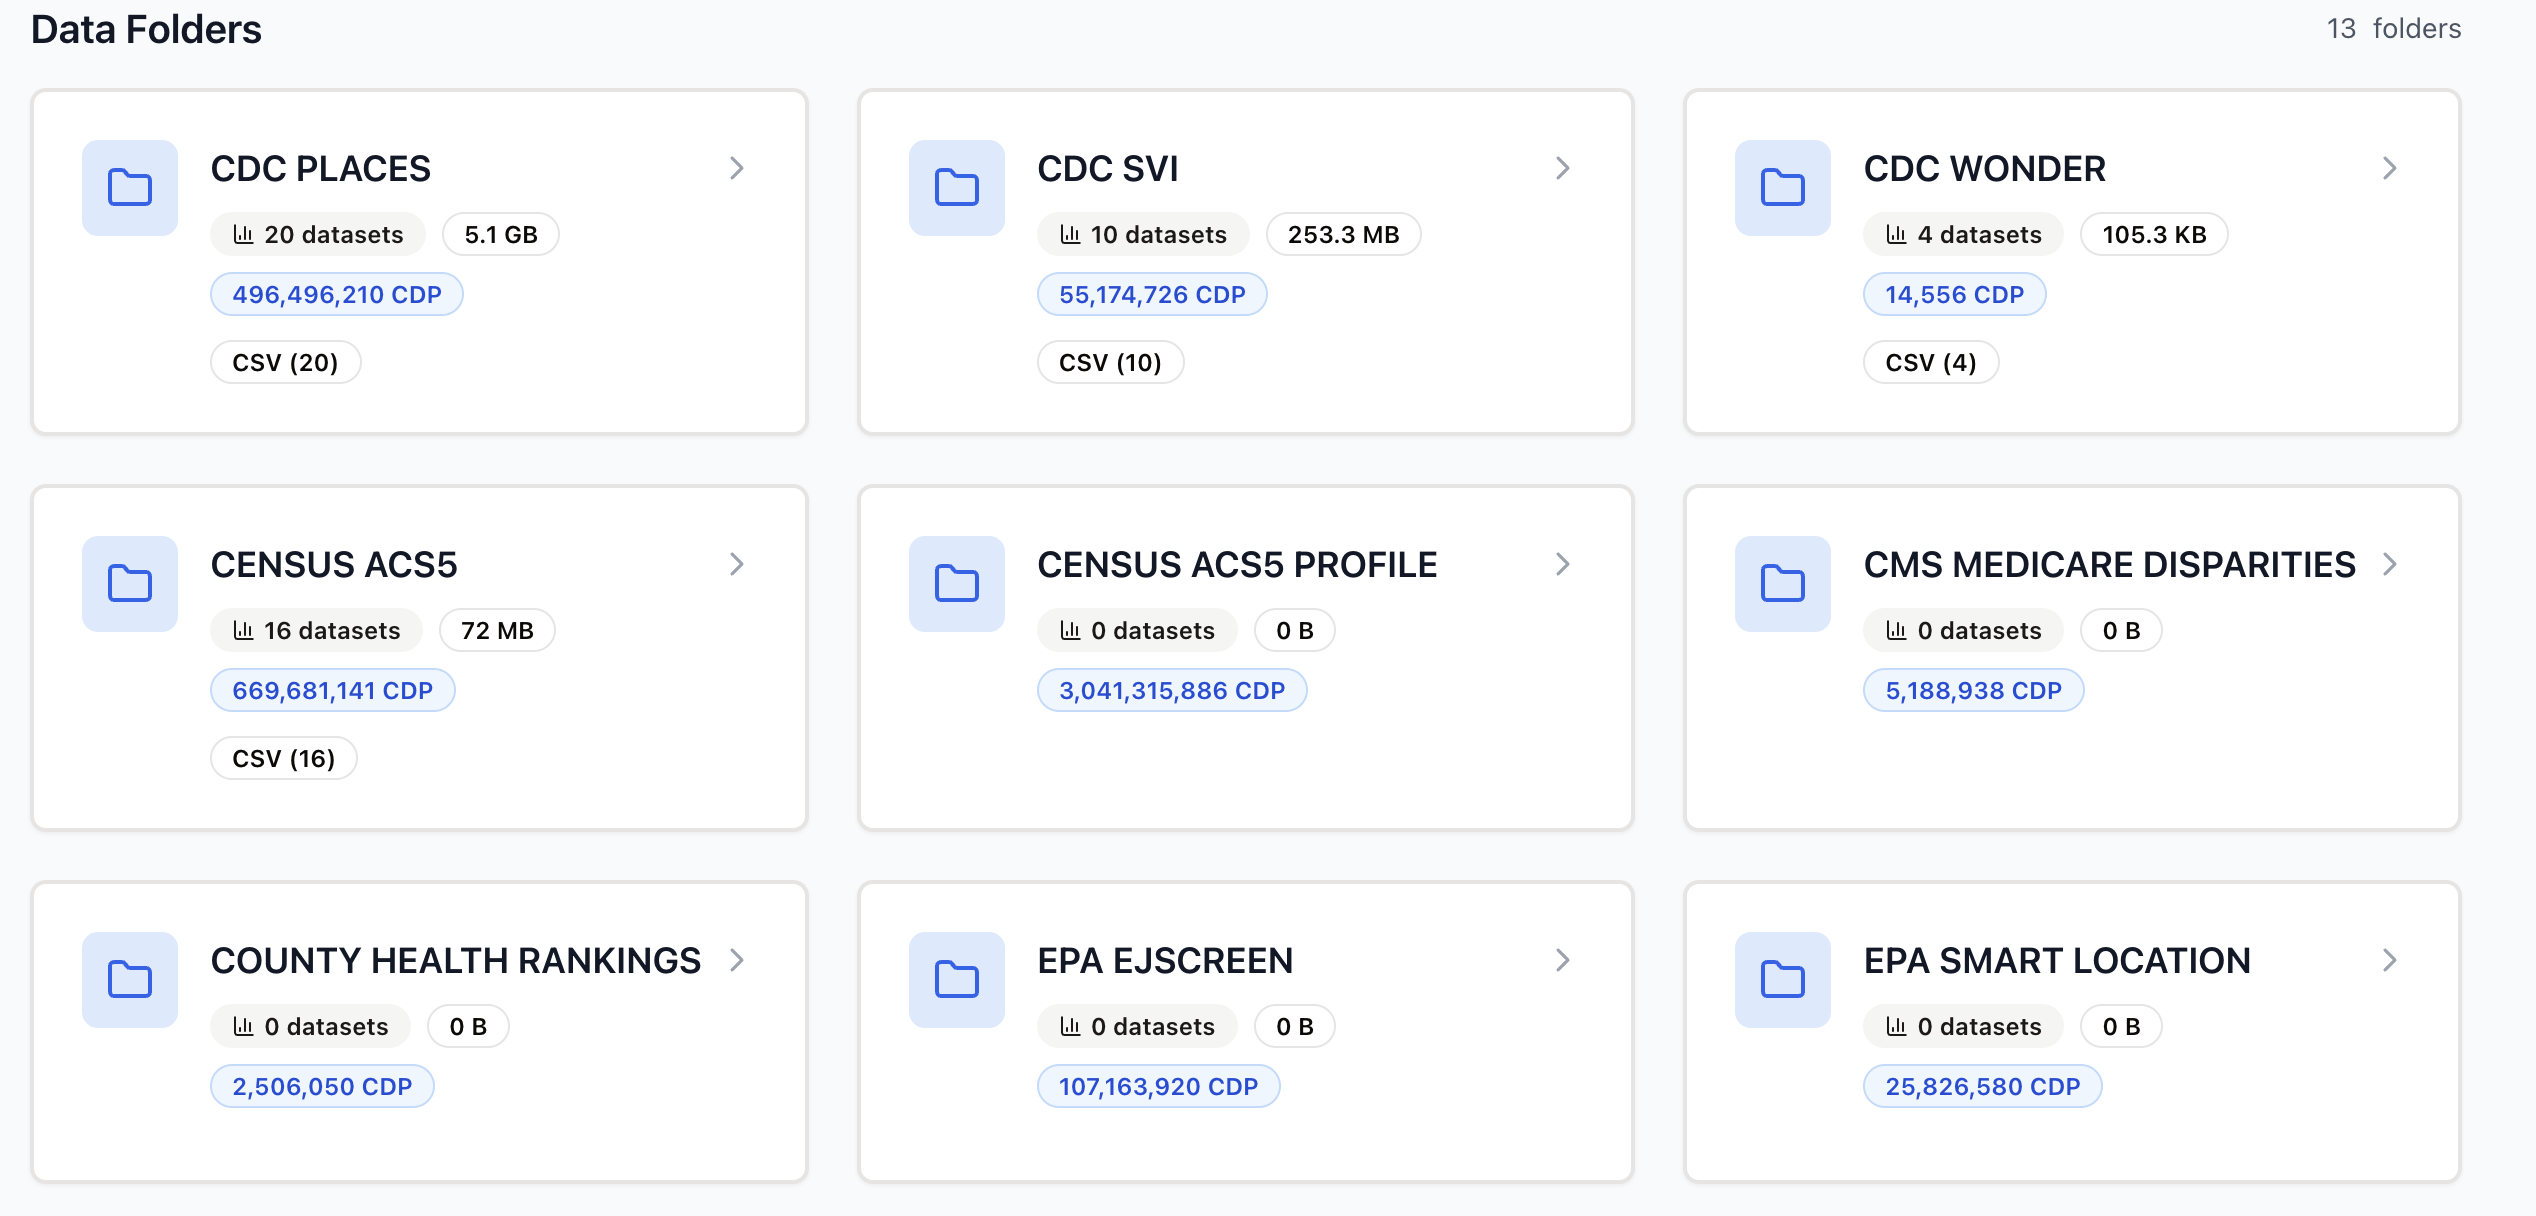 Data Folders
13 folders
CDC PLACES
20 datasets
5.1 GB
496,496,210 CDP
CSV (20)
CDC SVI
10 datasets
253.3 MB
55,174,726 CDP
CSV (10)
CDC WONDER
4 datasets
105.3 KB
14,556 CDP
CSV (4)
CENSUS ACS5
16 datasets
72 MB
669,681,141 CDP
CSV (16)
CENSUS ACS5 PROFILE
0 datasets
0 B
3,041,315,886 CDP
CMS MEDICARE DISPARITIES
0 datasets
0 B
5,188,938 CDP
COUNTY HEALTH RANKINGS
0 datasets
0 B
2,506,050 CDP
EPA EJSCREEN
0 datasets
0 B
107,163,920 CDP
EPA SMART LOCATION
0 datasets
0 B
25,826,580 CDP